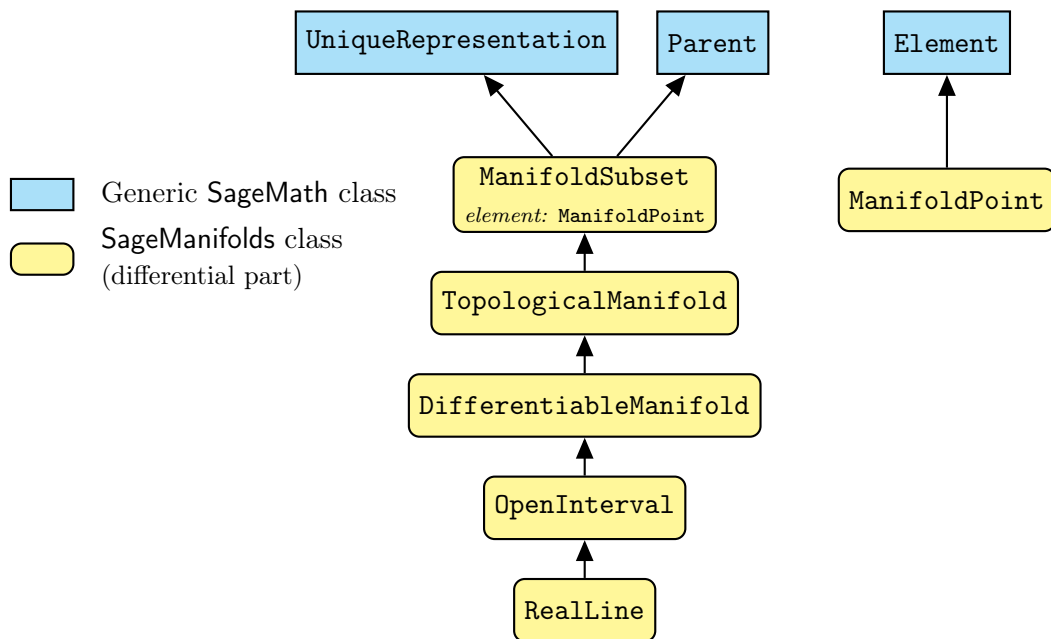 UniqueRepresentation
Parent
Element
ManifoldSubset
element: ManifoldPoint
ManifoldPoint
Generic SageMath class
SageManifolds class
(differential part)
TopologicalManifold
DifferentiableManifold
OpenInterval
RealLine